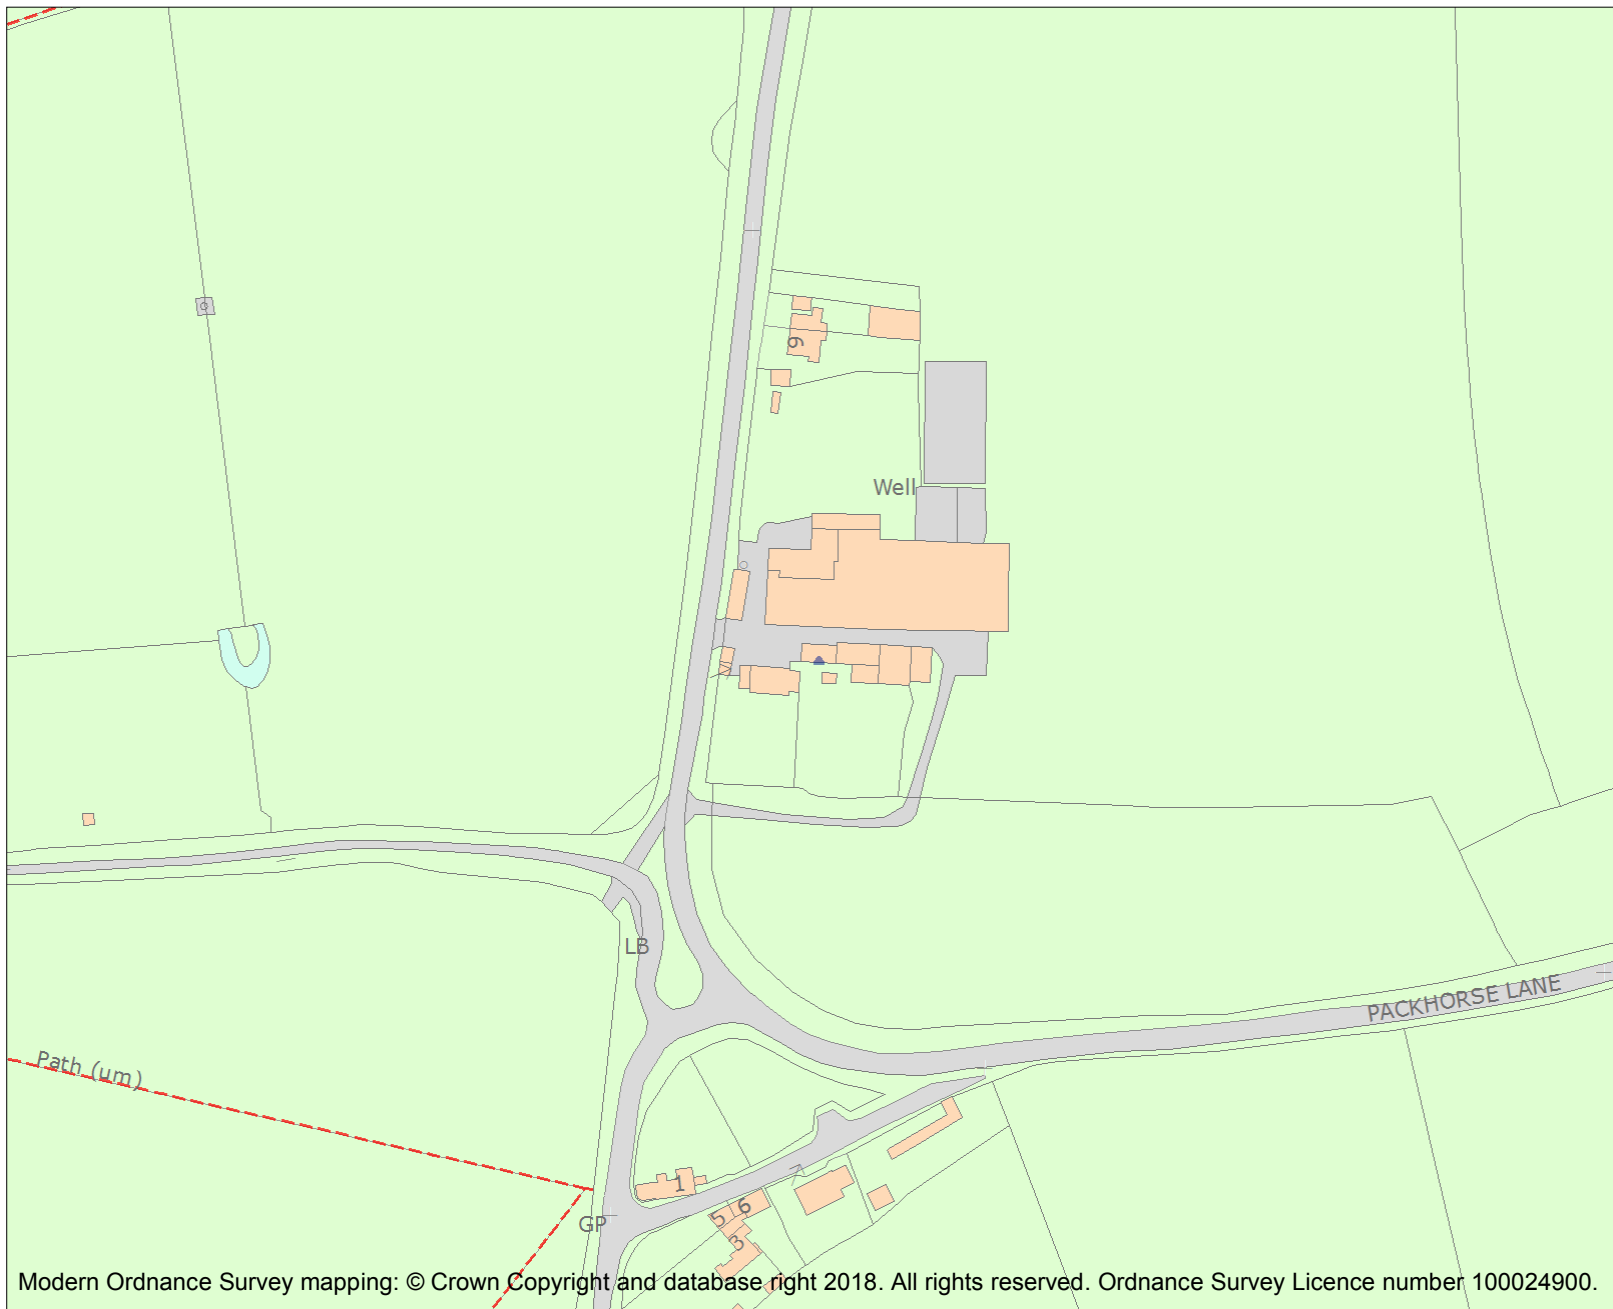 9
Well
LB
PACKHORSE LANE
Path (um)
1
GP
5
6
3
Modern Ordnance Survey mapping: © Crown Copyright and database right 2018. All rights reserved. Ordnance Survey Licence number 100024900.